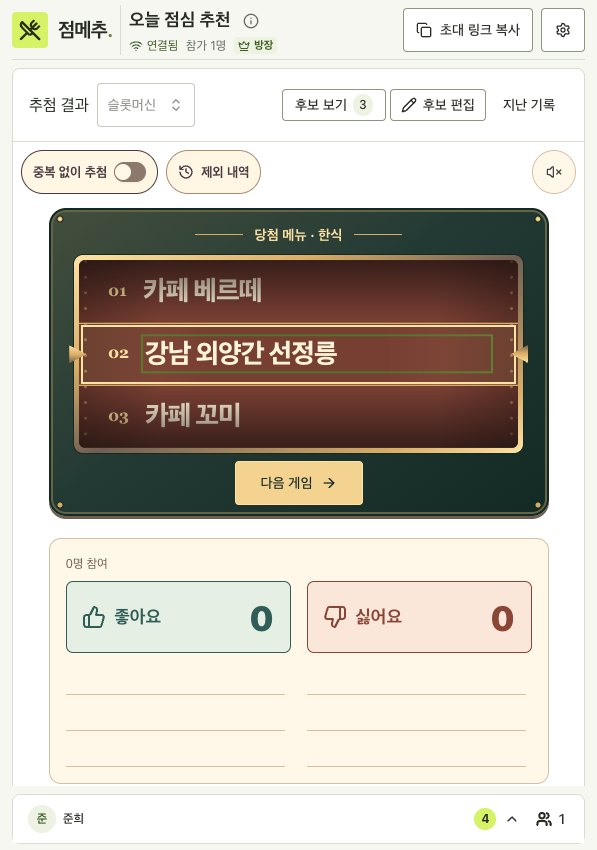 점메추.
오늘 점심 추천
연결됨 참가 1명 방장
초대 링크 복사
추첨 결과 슬롯머신
후보 보기 3
후보 편집
지난 기록
중복 없이 추첨
제외 내역
당첨 메뉴 · 한식
01 카페 베르떼
02 강남 외양간 선정릉
03 카페 꼬미
다음 게임 →
0명 참여
좋아요 0
싫어요 0
준 준희
4
1